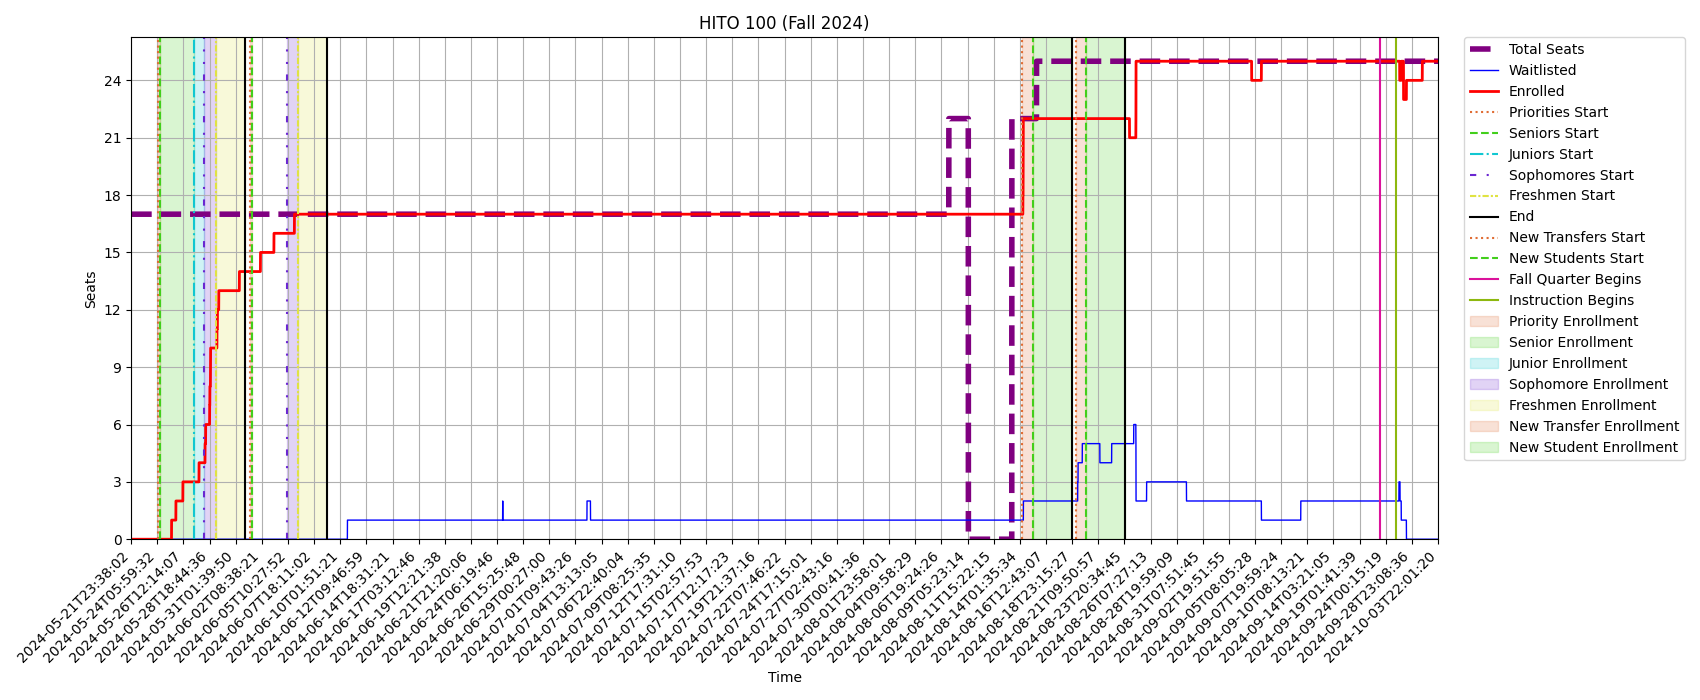 HITO 100 (Fall 2024)
Seats
24
21
18
15
12
9
6
3
0
2024-05-21T23:38:02
2024-05-24T05:59:32
2024-05-26T12:14:07
2024-05-28T18:44:36
2024-05-31T01:39:50
2024-06-02T08:38:21
2024-06-05T10:27:52
2024-06-07T18:11:02
2024-06-10T01:51:21
2024-06-12T09:46:59
2024-06-14T18:31:21
2024-06-17T03:12:46
2024-06-19T12:21:38
2024-06-21T21:20:06
2024-06-24T06:19:46
2024-06-26T15:25:48
2024-06-29T00:27:00
2024-07-01T09:43:26
2024-07-04T13:13:05
2024-07-06T22:40:04
2024-07-09T08:25:35
2024-07-12T17:31:10
2024-07-15T02:57:53
2024-07-17T12:17:23
2024-07-19T21:37:16
2024-07-22T07:46:22
2024-07-24T17:15:01
2024-07-27T02:43:16
2024-07-30T00:41:36
2024-08-01T23:58:01
2024-08-04T09:58:29
2024-08-06T19:24:26
2024-08-09T05:23:14
2024-08-11T15:22:15
2024-08-14T01:35:34
2024-08-16T12:43:07
2024-08-18T23:15:27
2024-08-21T09:50:57
2024-08-23T20:34:45
2024-08-26T07:27:13
2024-08-28T19:59:09
2024-08-31T07:51:45
2024-09-02T19:51:55
2024-09-05T08:05:28
2024-09-07T19:59:24
2024-09-10T08:13:21
2024-09-14T03:21:05
2024-09-19T01:41:39
2024-09-24T00:15:19
2024-09-28T23:08:36
2024-10-03T22:01:20
Time
Total Seats
Waitlisted
Enrolled
Priorities Start
Seniors Start
Juniors Start
Sophomores Start
Freshmen Start
End
New Transfers Start
New Students Start
Fall Quarter Begins
Instruction Begins
Priority Enrollment
Senior Enrollment
Junior Enrollment
Sophomore Enrollment
Freshmen Enrollment
New Transfer Enrollment
New Student Enrollment